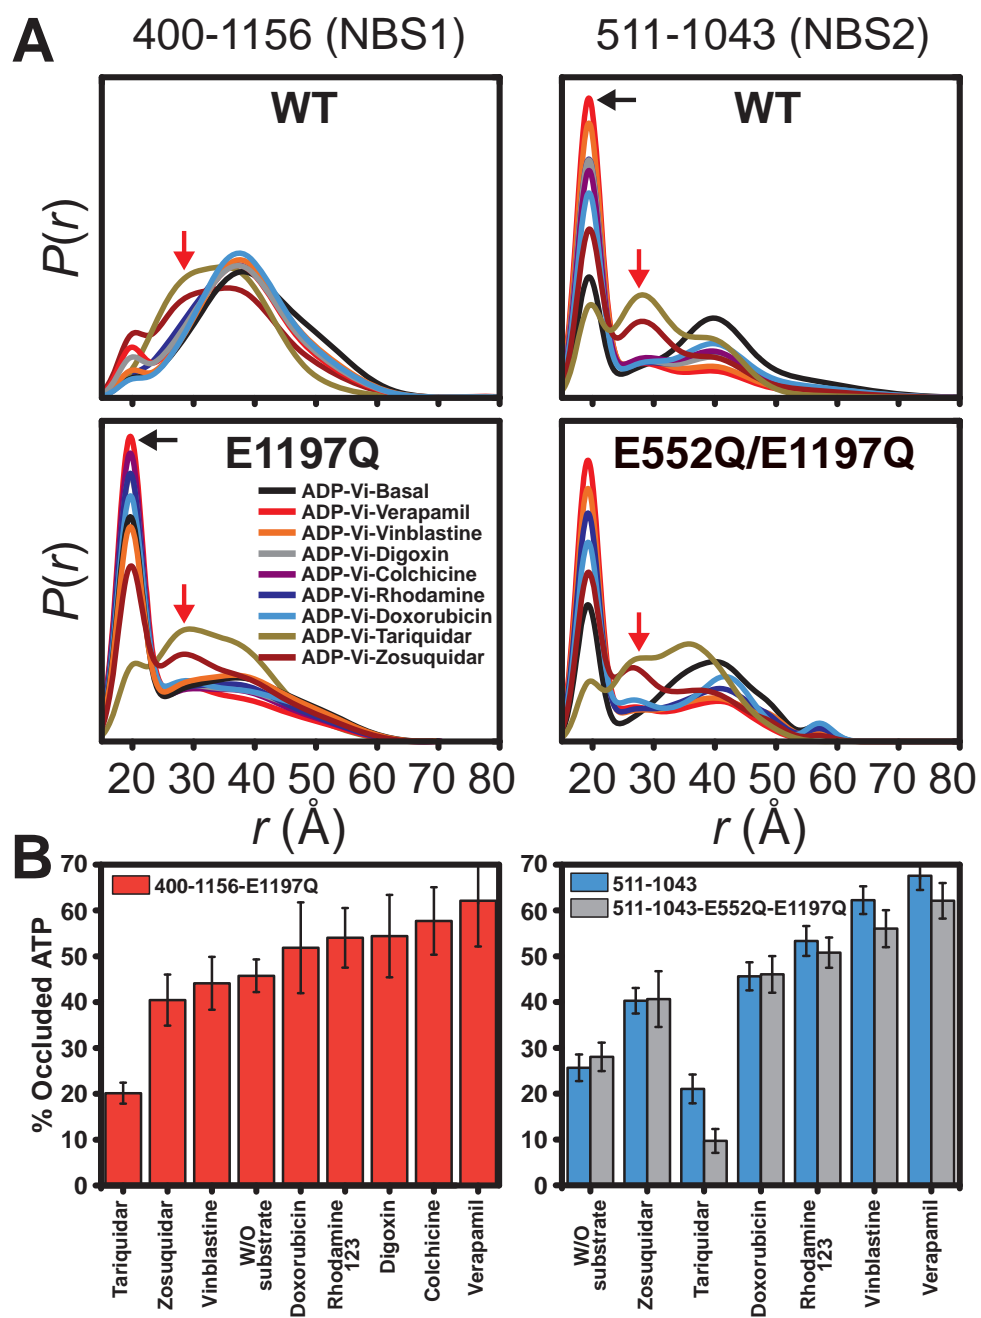 A
400-1156 (NBS1)
511-1043 (NBS2)
WT
WT
P(r)
20 30 40 50 60 70 80
E1197Q
E552Q/E1197Q
ADP-Vi-Basal
ADP-Vi-Verapamil
ADP-Vi-Vinblastine
ADP-Vi-Digoxin
ADP-Vi-Colchicine
ADP-Vi-Rhodamine
ADP-Vi-Doxorubicin
ADP-Vi-Tariquidar
ADP-Vi-Zosuquidar
P(r)
20 30 40 50 60 70 80
r (Å)
r (Å)
B
% Occluded ATP
70
60
50
40
30
20
10
0
400-1156-E1197Q
Tariquidar
Zosuquidar
Vinblastine
W/O
substrate
Doxorubicin
Rhodamine
123
Digoxin
Colchicine
Verapamil
70
60
50
40
30
20
10
0
511-1043
511-1043-E552Q-E1197Q
W/O
substrate
Zosuquidar
Tariquidar
Doxorubicin
Rhodamine
123
Vinblastine
Verapamil